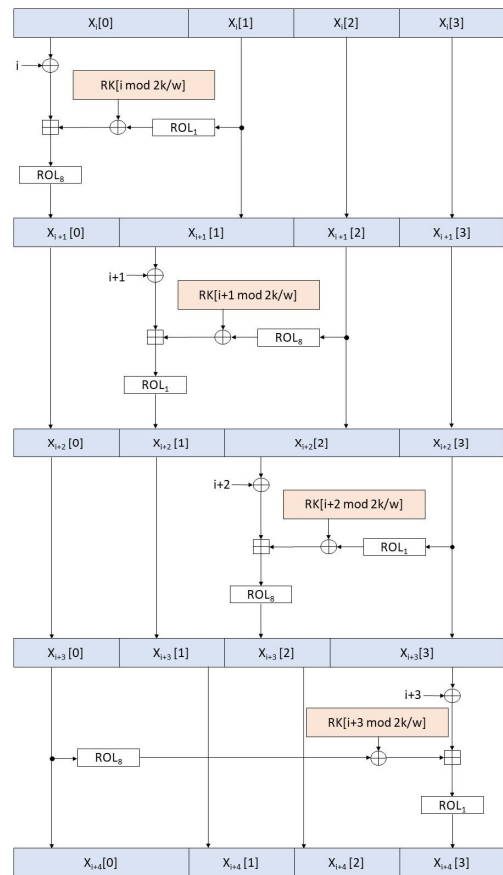 Xi[0] Xi[1] Xi[2] Xi[3]
i
RK[i mod 2k/w]
ROL1
ROL8
Xi+1 [0] Xi+1 [1] Xi+1 [2] Xi+1 [3]
i+1
RK[i+1 mod 2k/w]
ROL8
ROL1
Xi+2 [0] Xi+2 [1] Xi+2[2] Xi+2 [3]
i+2
RK[i+2 mod 2k/w]
ROL1
ROL8
Xi+3 [0] Xi+3 [1] Xi+3 [2] Xi+3[3]
i+3
RK[i+3 mod 2k/w]
ROL8
ROL1
Xi+4[0] Xi+4 [1] Xi+4 [2] Xi+4 [3]